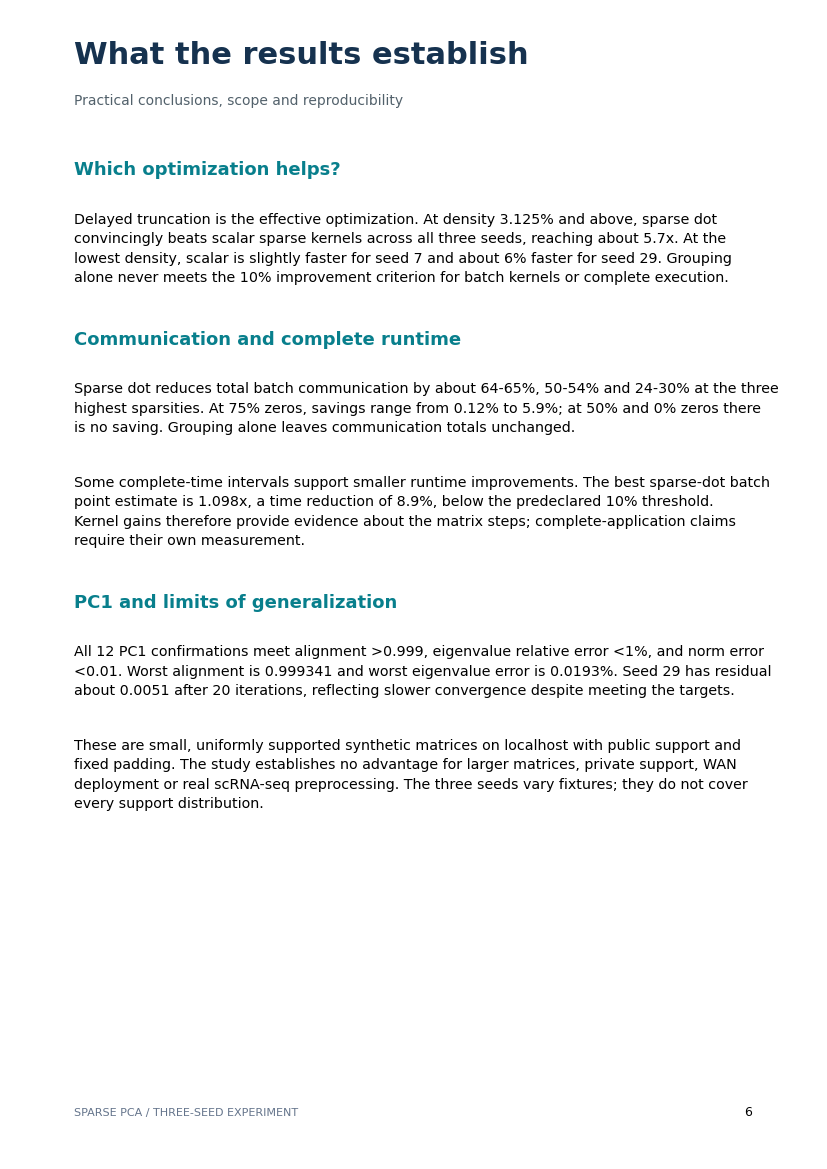 What the results establish
Practical conclusions, scope and reproducibility
Which optimization helps?
Delayed truncation is the effective optimization. At density 3.125% and above, sparse dot
convincingly beats scalar sparse kernels across all three seeds, reaching about 5.7x. At the
lowest density, scalar is slightly faster for seed 7 and about 6% faster for seed 29. Grouping
alone never meets the 10% improvement criterion for batch kernels or complete execution.
Communication and complete runtime
Sparse dot reduces total batch communication by about 64-65%, 50-54% and 24-30% at the three
highest sparsities. At 75% zeros, savings range from 0.12% to 5.9%; at 50% and 0% zeros there
is no saving. Grouping alone leaves communication totals unchanged.
Some complete-time intervals support smaller runtime improvements. The best sparse-dot batch
point estimate is 1.098x, a time reduction of 8.9%, below the predeclared 10% threshold.
Kernel gains therefore provide evidence about the matrix steps; complete-application claims
require their own measurement.
PC1 and limits of generalization
All 12 PC1 confirmations meet alignment >0.999, eigenvalue relative error <1%, and norm error
<0.01. Worst alignment is 0.999341 and worst eigenvalue error is 0.0193%. Seed 29 has residual
about 0.0051 after 20 iterations, reflecting slower convergence despite meeting the targets.
These are small, uniformly supported synthetic matrices on localhost with public support and
fixed padding. The study establishes no advantage for larger matrices, private support, WAN
deployment or real scRNA-seq preprocessing. The three seeds vary fixtures; they do not cover
every support distribution.
SPARSE PCA / THREE-SEED EXPERIMENT
6